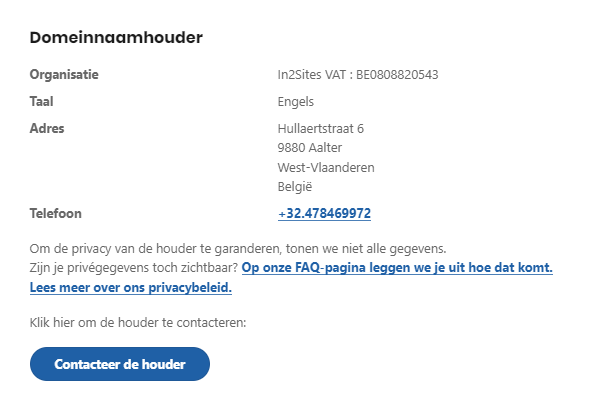 Domeinnaamhouder
Organisatie In2Sites VAT : BE0808820543
Taal Engels
Adres Hullaertstraat 6
9880 Aalter
West-Vlaanderen
België
Telefoon +32.478469972
Om de privacy van de houder te garanderen, tonen we niet alle gegevens.
Zijn je privégegevens toch zichtbaar? Op onze FAQ-pagina leggen we je uit hoe dat komt.
Lees meer over ons privacybeleid.
Klik hier om de houder te contacteren:
Contacteer de houder